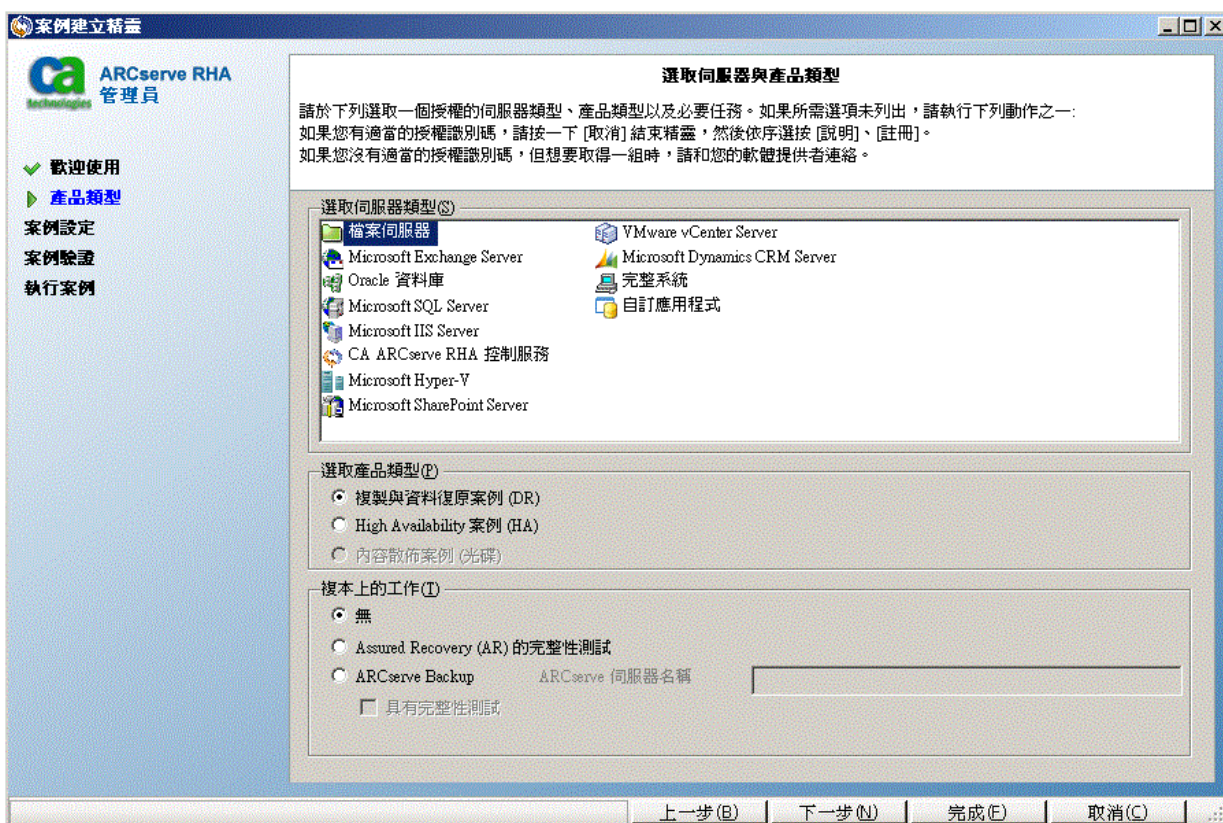 案例建立精靈
ca
technologies
ARCserve RHA
管理員
歡迎使用
產品類型
案例設定
案例驗證
執行案例
選取伺服器與產品類型
請於下列選取一個授權的伺服器類型、產品類型以及必要任務。如果所需選項未列出，請執行下列動作之一:
如果您有適當的授權識別碼，請按一下 [取消] 結束精靈，然後依序選按 [說明]、[註冊]。
如果您沒有適當的授權識別碼，但想要取得一組時，請和您的軟體提供者連絡。
選取伺服器類型(S)
檔案伺服器
Microsoft Exchange Server
Oracle 資料庫
Microsoft SQL Server
Microsoft IIS Server
CA ARCserve RHA 控制服務
Microsoft Hyper-V
Microsoft SharePoint Server
VMware vCenter Server
Microsoft Dynamics CRM Server
完整系統
自訂應用程式
選取產品類型(P)
複製與資料復原案例 (DR)
High Availability 案例 (HA)
內容散佈案例 (光碟)
複本上的工作(T)
無
Assured Recovery (AR) 的完整性測試
ARCserve Backup ARCserve 伺服器名稱
具有完整性測試
上一步(B) 下一步(N) 完成(F) 取消(C)